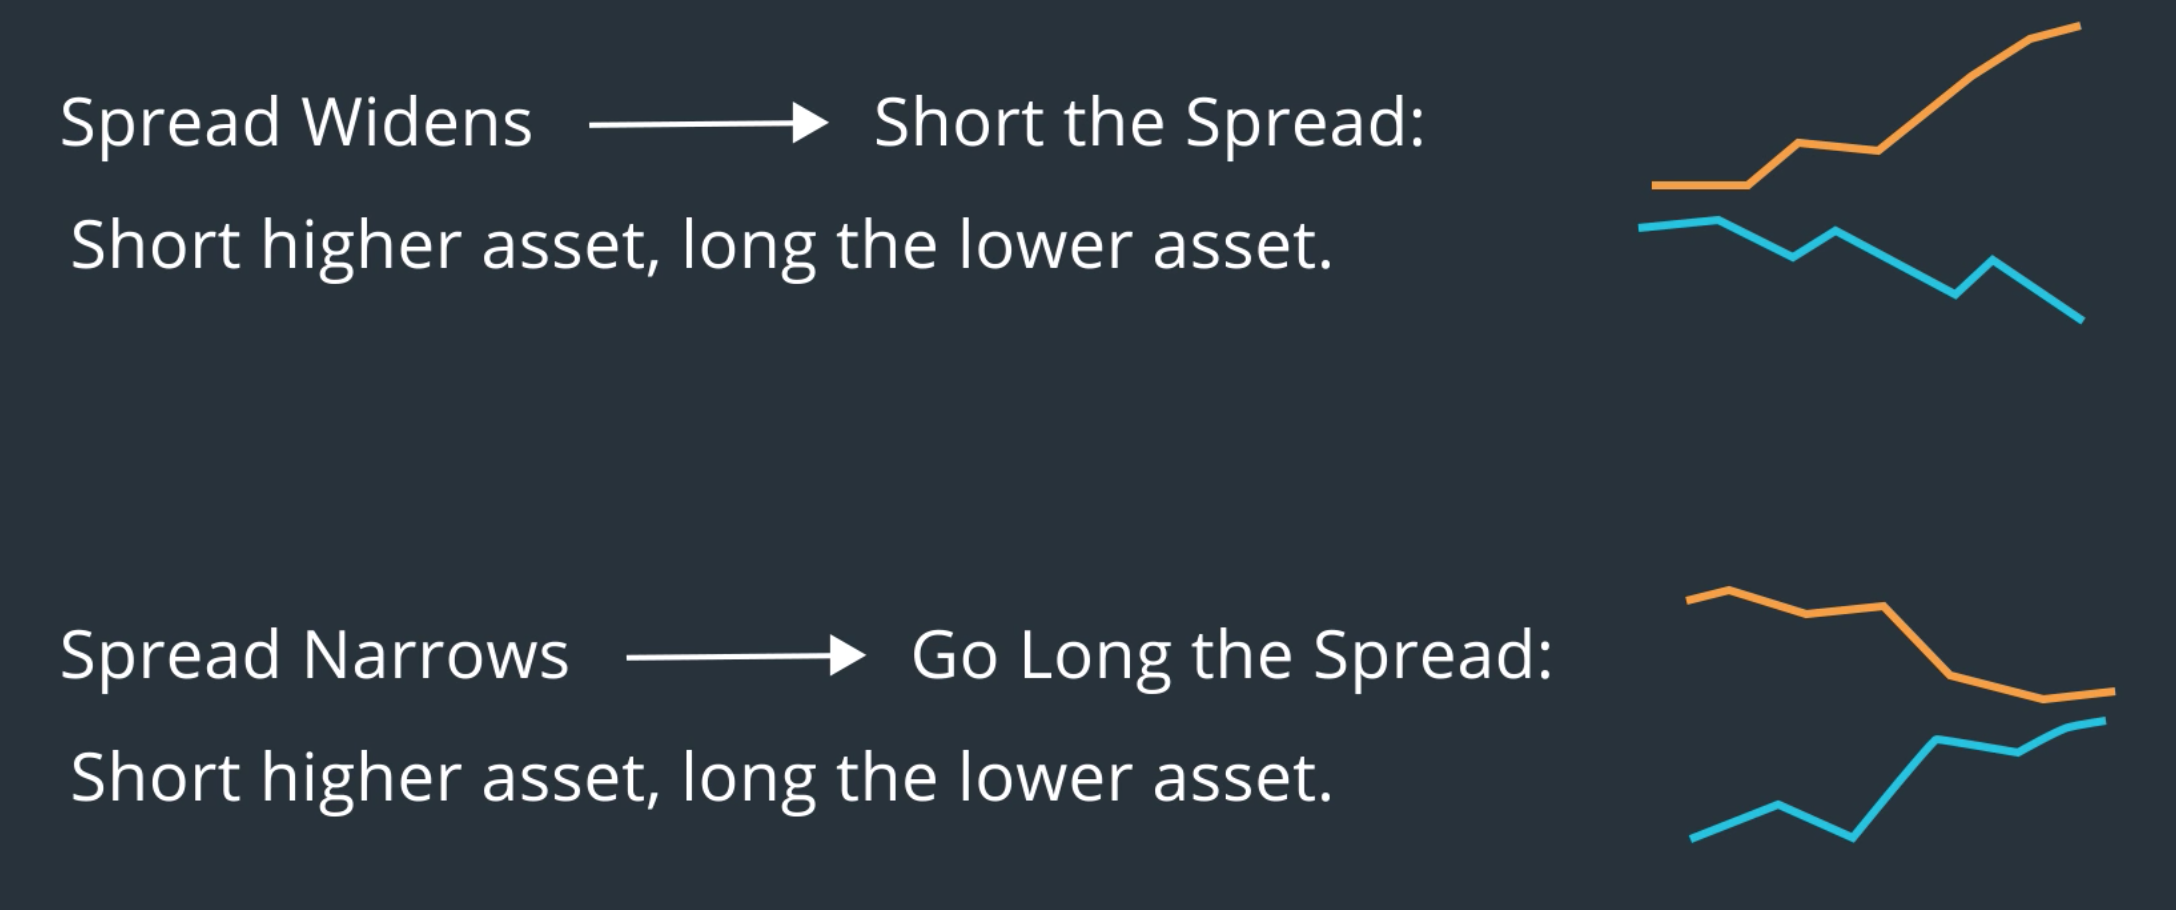 Spread Widens Short the Spread:
Short higher asset, long the lower asset.
Spread Narrows Go Long the Spread:
Short higher asset, long the lower asset.